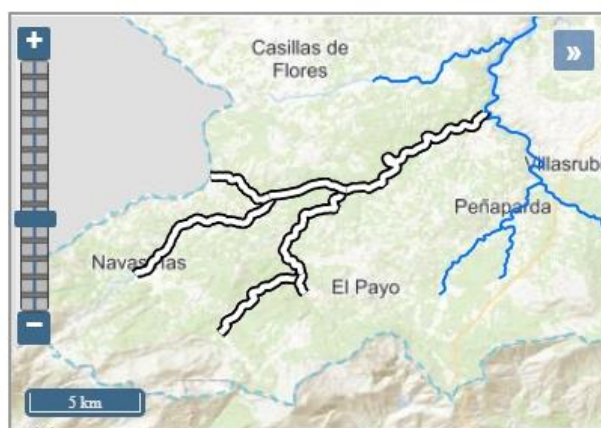 +
»
Casillas de
Flores
Villasrub
Peñaparda
El Payo
−
5 km